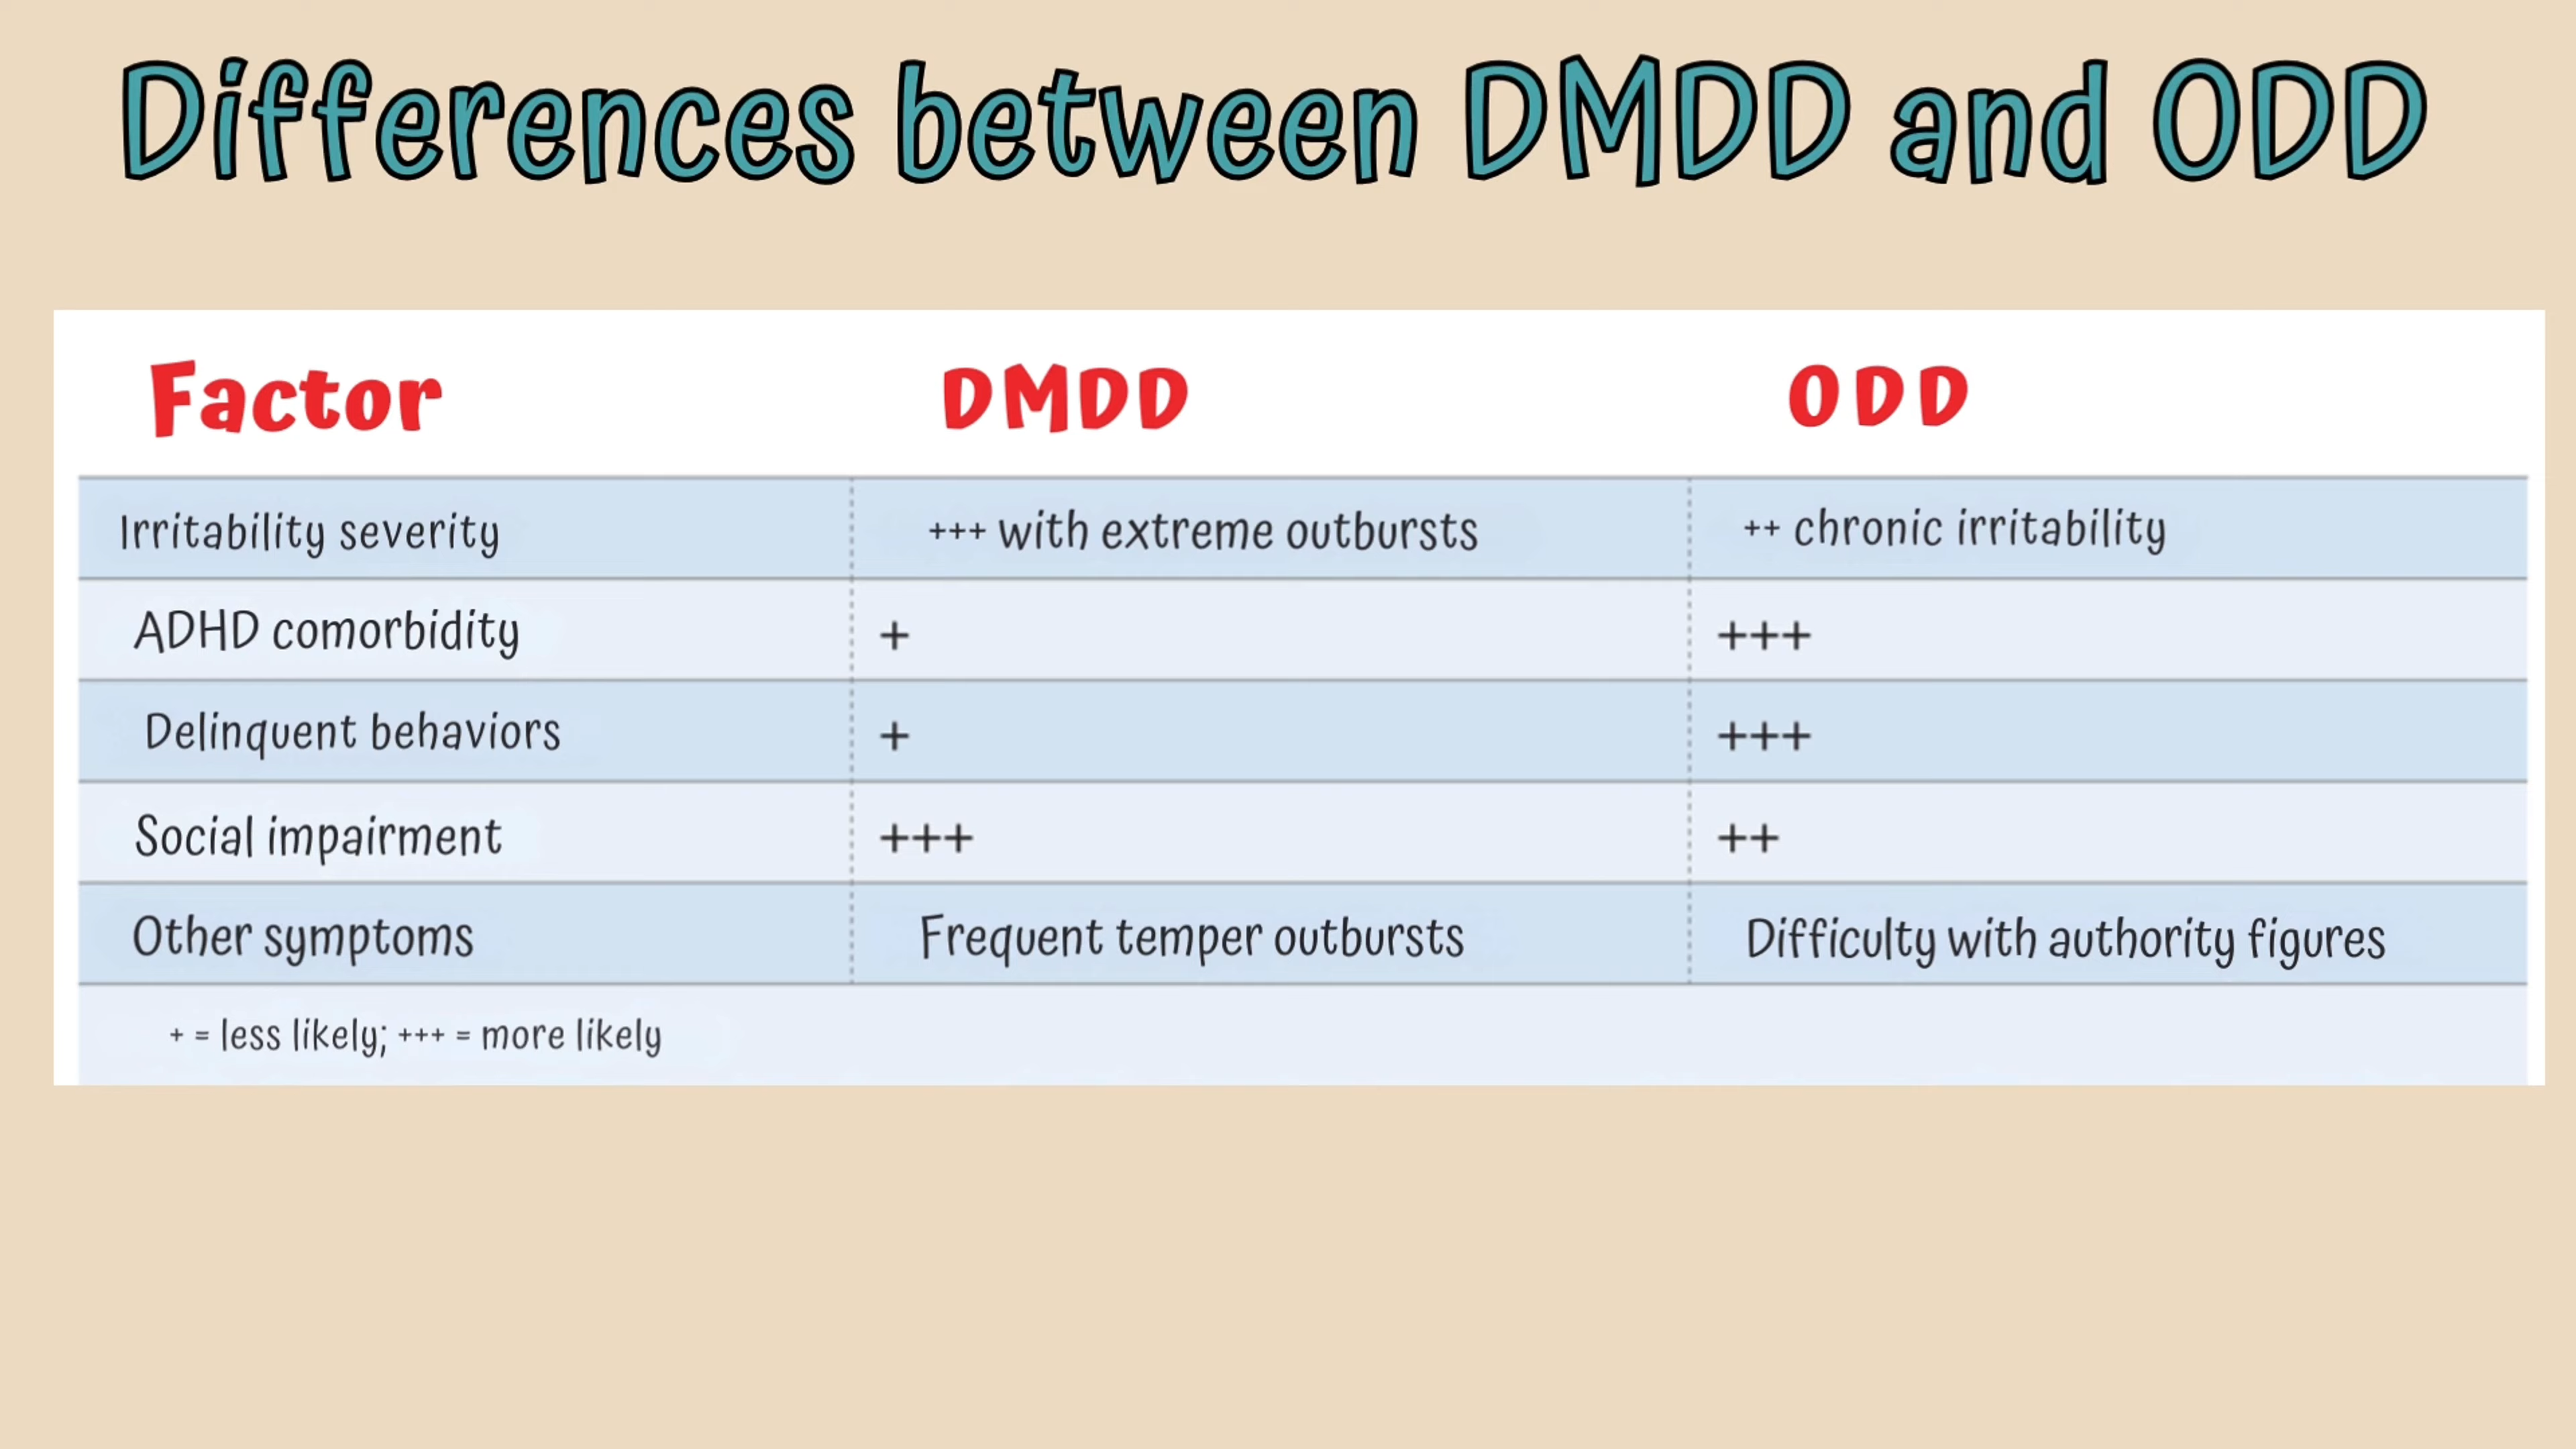 Differences between DMDD and ODD
Factor DMDD ODD
Irritability severity +++ with extreme outbursts ++ chronic irritability
ADHD comorbidity + +++
Delinquent behaviors + +++
Social impairment +++ ++
Other symptoms Frequent temper outbursts Difficulty with authority figures
+ = less likely; +++ = more likely